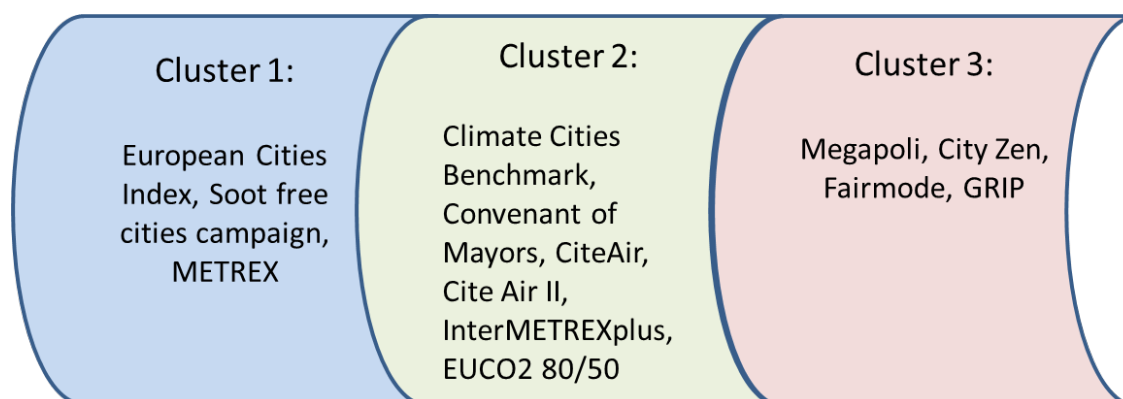 Cluster 1:
European Cities
Index, Soot free
cities campaign,
METREX
Cluster 2:
Climate Cities
Benchmark,
Convenant of
Mayors, CiteAir,
Cite Air II,
InterMETREXplus,
EUCO2 80/50
Cluster 3:
Megapoli, City Zen,
Fairmode, GRIP